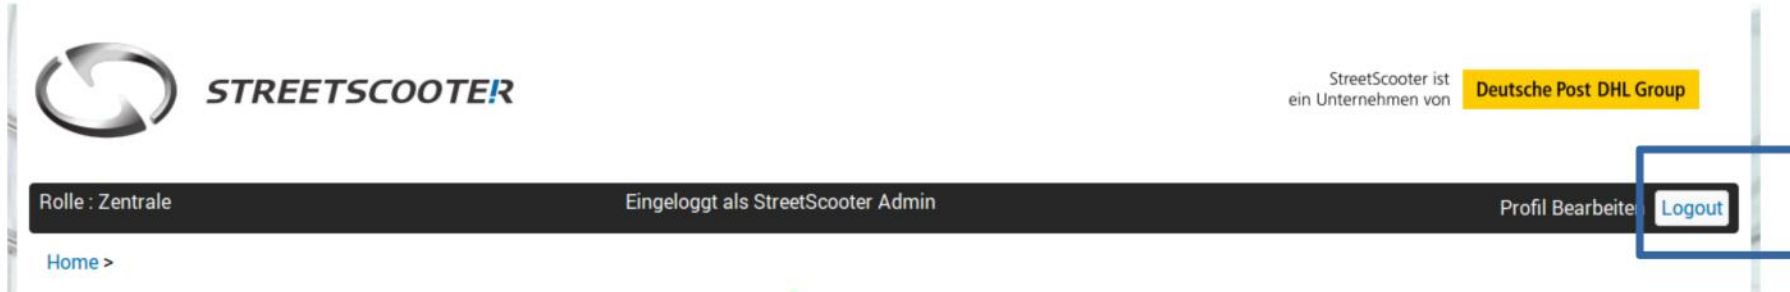 STREETSCOOTER
StreetScooter ist
ein Unternehmen von
Deutsche Post DHL Group
Rolle : Zentrale
Eingeloggt als StreetScooter Admin
Profil Bearbeiten
Logout
Home >